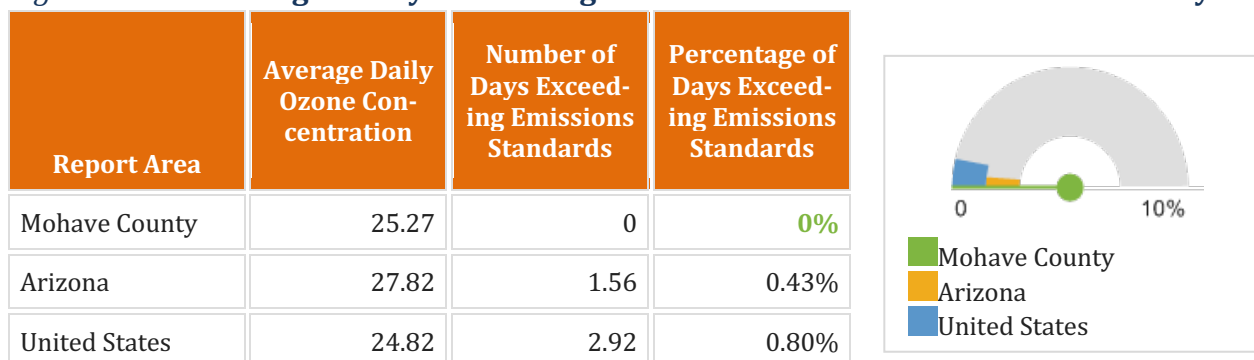 Report Area
Average Daily
Ozone Con-
centration
Number of
Days Exceed-
ing Emissions
Standards
Percentage of
Days Exceed-
ing Emissions
Standards
Mohave County 25.27 0 0%
Arizona 27.82 1.56 0.43%
United States 24.82 2.92 0.80%
0 10%
Mohave County
Arizona
United States